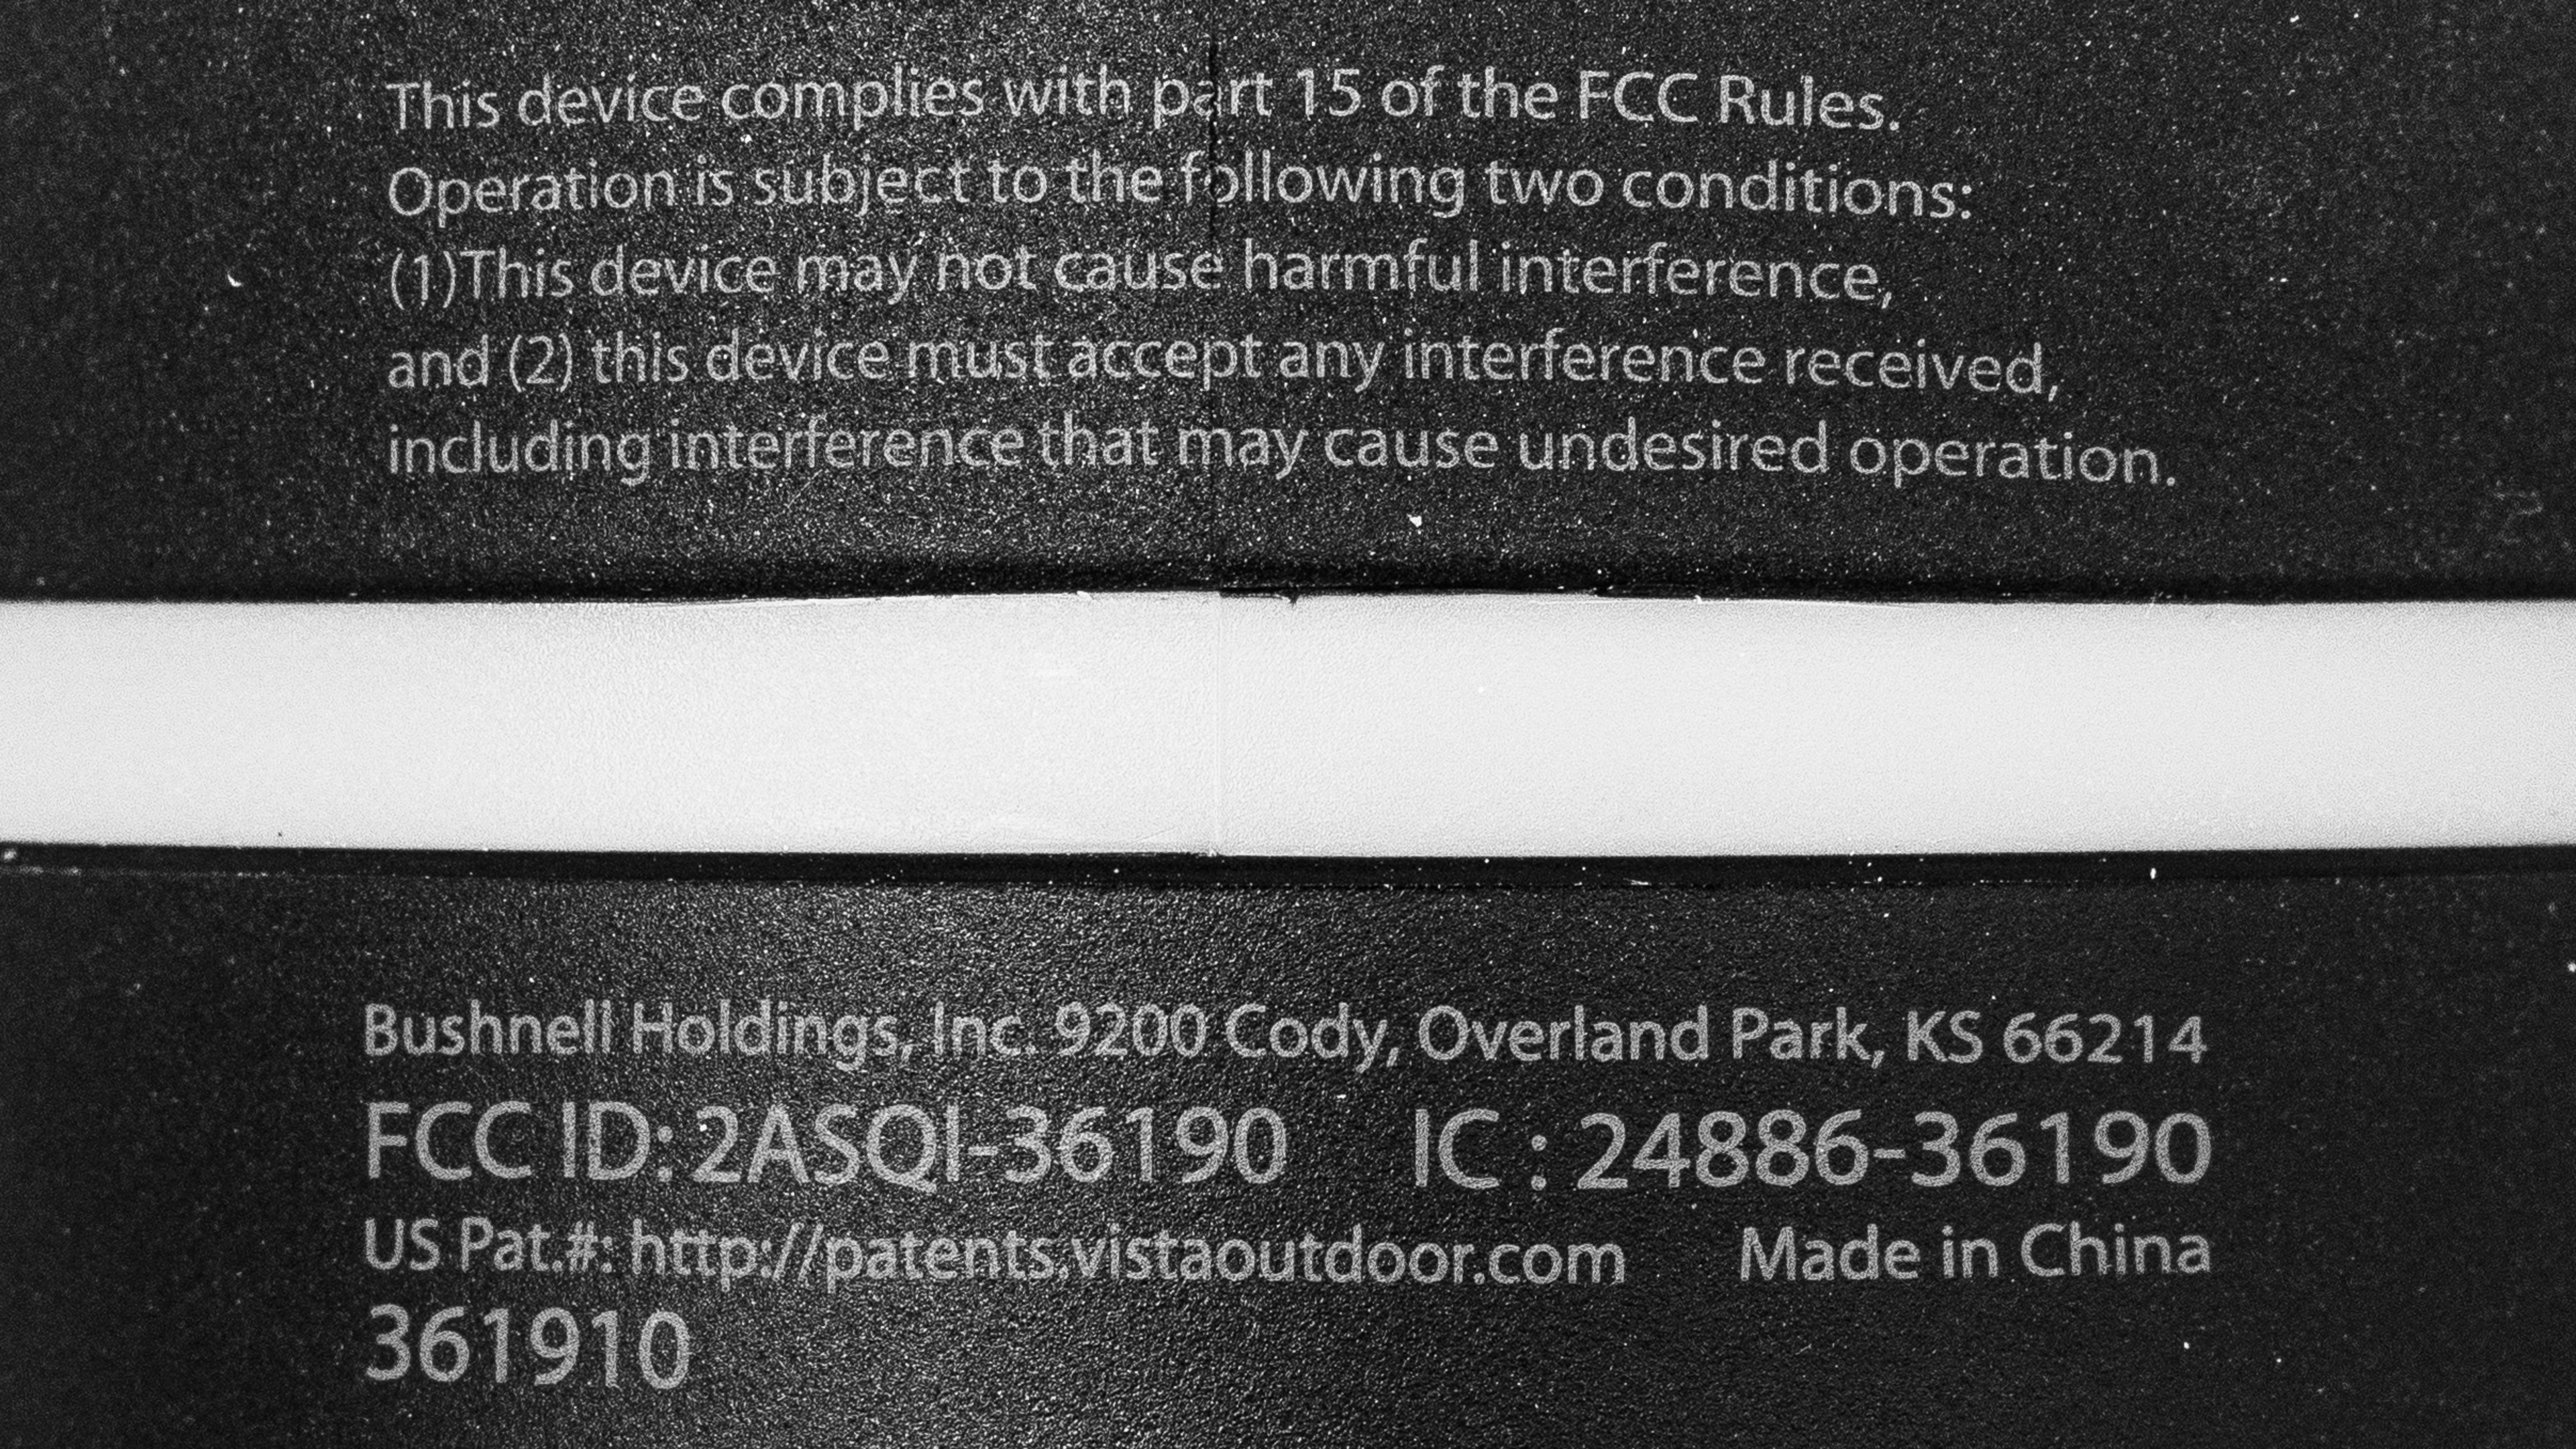 This device complies with part 15 of the FCC Rules.
Operation is subject to the following two conditions:
(1)This device may not cause harmful interference,
and (2) this device must accept any interference received,
including interference that may cause undesired operation.
Bushnell Holdings, Inc. 9200 Cody, Overland Park, KS 66214
FCC ID: 2ASQI-36190 IC : 24886-36190
US Pat.#: http://patents.vistaoutdoor.com Made in China
361910